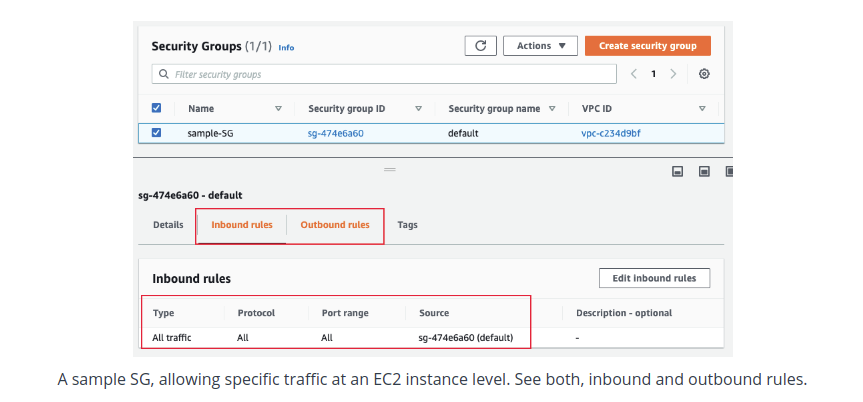 Security Groups (1/1) Info
Actions
Create security group
Filter security groups
1
Name Security group ID Security group name VPC ID
sample-SG sg-474e6a60 default vpc-c234d9bf
sg-474e6a60 - default
Details Inbound rules Outbound rules Tags
Inbound rules
Edit inbound rules
Type Protocol Port range Source Description - optional
All traffic All All sg-474e6a60 (default) -
A sample SG, allowing specific traffic at an EC2 instance level. See both, inbound and outbound rules.